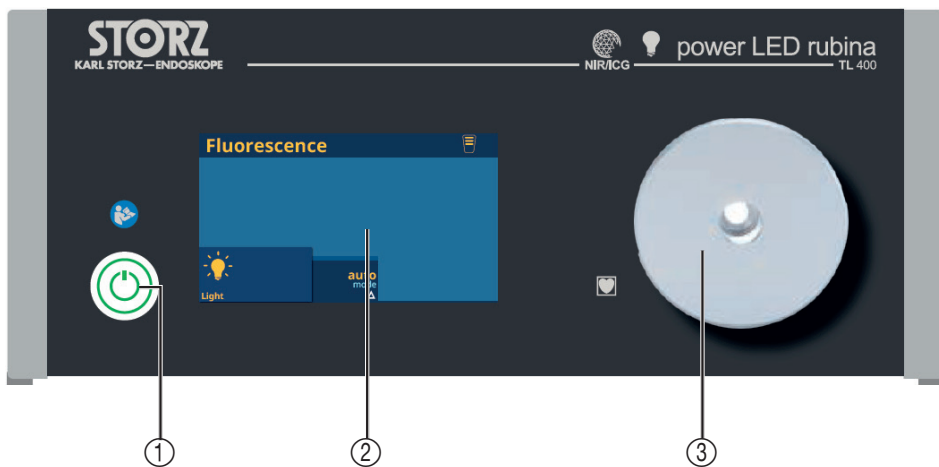 STORZ
KARL STORZ—ENDOSKOPE
NIR/ICG
power LED rubina
TL 400
Fluorescence
Light
auto
mode
1
2
3